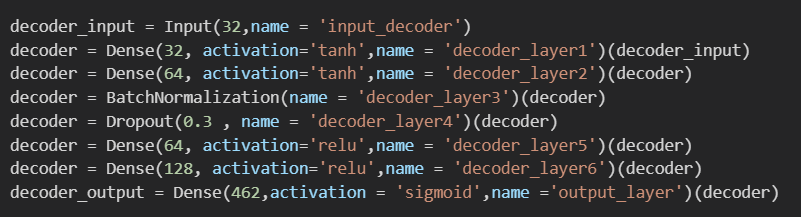 decoder_input = Input(32,name = 'input_decoder')
decoder = Dense(32, activation='tanh',name = 'decoder_layer1')(decoder_input)
decoder = Dense(64, activation='tanh',name = 'decoder_layer2')(decoder)
decoder = BatchNormalization(name = 'decoder_layer3')(decoder)
decoder = Dropout(0.3 , name = 'decoder_layer4')(decoder)
decoder = Dense(64, activation='relu',name = 'decoder_layer5')(decoder)
decoder = Dense(128, activation='relu',name = 'decoder_layer6')(decoder)
decoder_output = Dense(462,activation = 'sigmoid',name ='output_layer')(decoder)